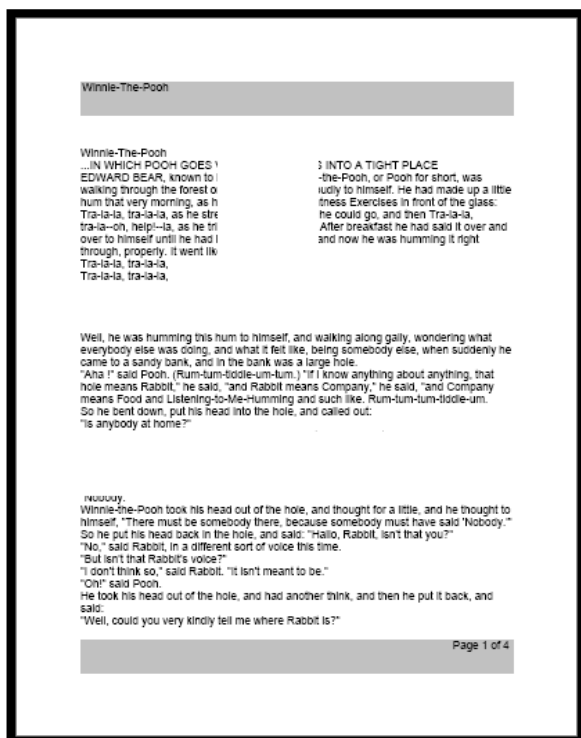 Winnie-The-Pooh
Winnie-The-Pooh
...IN WHICH POOH GOES INTO A TIGHT PLACE
EDWARD BEAR, known to -the-Pooh, or Pooh for short, was
walking through the forest to himself. He had made up a little
hum that very morning, as Exercises in front of the glass:
Tra-la-la, tra-la-la, as he he could go, and then Tra-la-la,
tra-la--oh, help!--la, as he After breakfast he had said it over and
over to himself until he had and now he was humming it right
through, properly. It went
Tra-la-la, tra-la-la,
Tra-la-la, tra-la-la,
Well, he was humming this hum to himself, and walking along gaily, wondering what
everybody else was doing, and what it felt like, being somebody else, when suddenly he
came to a sandy bank, and in the bank was a large hole.
"Aha !" said Pooh. (Rum-tum-tiddle-um-tum.) "If I know anything about anything, that
hole means Rabbit," he said, "and Rabbit means Company," he said, "and Company
means Food and Listening-to-Me-Humming and such like. Rum-tum-tum-tiddle-um.
So he bent down, put his head into the hole, and called out:
"Is anybody at home?"
"Nobody.
Winnie-the-Pooh took his head out of the hole, and thought for a little, and he thought to
himself, "There must be somebody there, because somebody must have said 'Nobody.'"
So he put his head back in the hole, and said: "Hallo, Rabbit, isn't that you?"
"No," said Rabbit, in a different sort of voice this time.
"But isn't that Rabbit's voice?"
"I don't think so," said Rabbit. "It isn't meant to be."
"Oh!" said Pooh.
He took his head out of the hole, and had another think, and then he put it back, and
said:
"Well, could you very kindly tell me where Rabbit is?"
Page 1 of 4